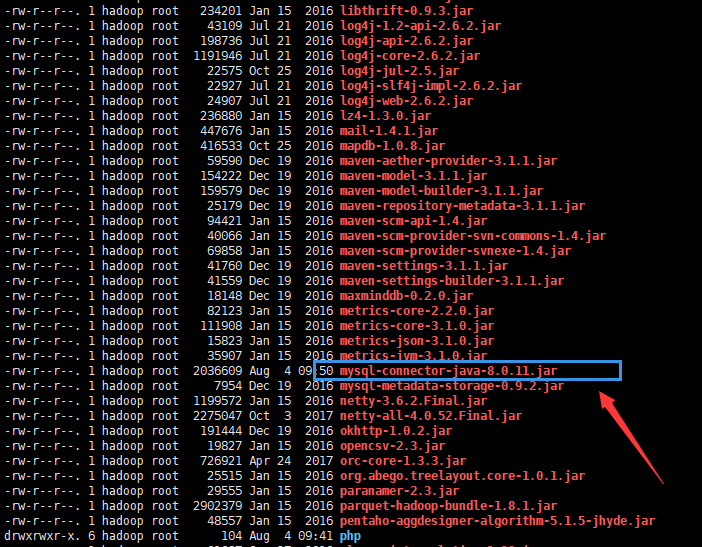 -rw-r--r--. 1 hadoop root   234201 Jan 15  2016 libthrift-0.9.3.jar
-rw-r--r--. 1 hadoop root    43109 Jul 21  2016 log4j-1.2-api-2.6.2.jar
-rw-r--r--. 1 hadoop root   198736 Jul 21  2016 log4j-api-2.6.2.jar
-rw-r--r--. 1 hadoop root  1191946 Jul 21  2016 log4j-core-2.6.2.jar
-rw-r--r--. 1 hadoop root    22575 Oct 25  2016 log4j-jul-2.5.jar
-rw-r--r--. 1 hadoop root    22927 Jul 21  2016 log4j-slf4j-impl-2.6.2.jar
-rw-r--r--. 1 hadoop root    24907 Jul 21  2016 log4j-web-2.6.2.jar
-rw-r--r--. 1 hadoop root   236880 Jan 15  2016 lz4-1.3.0.jar
-rw-r--r--. 1 hadoop root   447676 Jan 15  2016 mail-1.4.1.jar
-rw-r--r--. 1 hadoop root   416533 Oct 25  2016 mapdb-1.0.8.jar
-rw-r--r--. 1 hadoop root    59590 Dec 19  2016 maven-aether-provider-3.1.1.jar
-rw-r--r--. 1 hadoop root   154222 Dec 19  2016 maven-model-3.1.1.jar
-rw-r--r--. 1 hadoop root   159579 Dec 19  2016 maven-model-builder-3.1.1.jar
-rw-r--r--. 1 hadoop root    25179 Dec 19  2016 maven-repository-metadata-3.1.1.jar
-rw-r--r--. 1 hadoop root    94421 Jan 15  2016 maven-scm-api-1.4.jar
-rw-r--r--. 1 hadoop root    40066 Jan 15  2016 maven-scm-provider-svn-commons-1.4.jar
-rw-r--r--. 1 hadoop root    69858 Jan 15  2016 maven-scm-provider-svnexe-1.4.jar
-rw-r--r--. 1 hadoop root    41760 Dec 19  2016 maven-settings-3.1.1.jar
-rw-r--r--. 1 hadoop root    41559 Dec 19  2016 maven-settings-builder-3.1.1.jar
-rw-r--r--. 1 hadoop root    18148 Dec 19  2016 maxminddb-0.2.0.jar
-rw-r--r--. 1 hadoop root    82123 Jan 15  2016 metrics-core-2.2.0.jar
-rw-r--r--. 1 hadoop root   111908 Jan 15  2016 metrics-core-3.1.0.jar
-rw-r--r--. 1 hadoop root    15823 Jan 15  2016 metrics-json-3.1.0.jar
-rw-r--r--. 1 hadoop root    35907 Jan 15  2016 metrics-jvm-3.1.0.jar
-rw-r--r--. 1 hadoop root  2036609 Aug  4 09:50 mysql-connector-java-8.0.11.jar
-rw-r--r--. 1 hadoop root     7954 Dec 19  2016 mysql-metadata-storage-0.9.2.jar
-rw-r--r--. 1 hadoop root  1199572 Jan 15  2016 netty-3.6.2.Final.jar
-rw-r--r--. 1 hadoop root  2275047 Oct  3  2017 netty-all-4.0.52.Final.jar
-rw-r--r--. 1 hadoop root   191444 Dec 19  2016 okhttp-1.0.2.jar
-rw-r--r--. 1 hadoop root    19827 Jan 15  2016 opencsv-2.3.jar
-rw-r--r--. 1 hadoop root   726921 Apr 24  2017 orc-core-1.3.3.jar
-rw-r--r--. 1 hadoop root    25515 Jan 15  2016 org.abego.treelayout.core-1.0.1.jar
-rw-r--r--. 1 hadoop root    29555 Jan 15  2016 paranamer-2.3.jar
-rw-r--r--. 1 hadoop root  2902379 Jan 15  2016 parquet-hadoop-bundle-1.8.1.jar
-rw-r--r--. 1 hadoop root    48557 Jan 15  2016 pentaho-aggdesigner-algorithm-5.1.5-jhyde.jar
drwxrwxr-x. 6 hadoop root      104 Aug  4 09:41 php